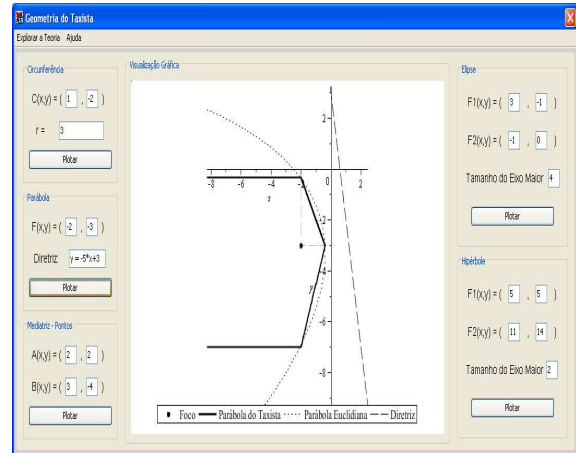 Geometria do Taxista
Explorar a Teoria Ajuda
Circunferência
C(x,y) = ( 1 , -2 )
r = 3
Plotar
Parábola
F(x,y) = ( -2 , -3 )
Diretriz y = -5*x+3
Plotar
Mediatriz - Pontos
A(x,y) = ( 2 , 2 )
B(x,y) = ( 3 , -4 )
Plotar
Visualização Gráfica
2
-8 -6 -4 -2 0 2
x
-2
-4
y
-6
-8
Foco Parábola do Taxista Parábola Euclidiana Diretriz
Elipse
F1(x,y) = ( 3 , -1 )
F2(x,y) = ( -1 , 0 )
Tamanho do Eixo Maior 4
Plotar
Hipérbole
F1(x,y) = ( 5 , 5 )
F2(x,y) = ( 11 , 14 )
Tamanho do Eixo Maior 2
Plotar